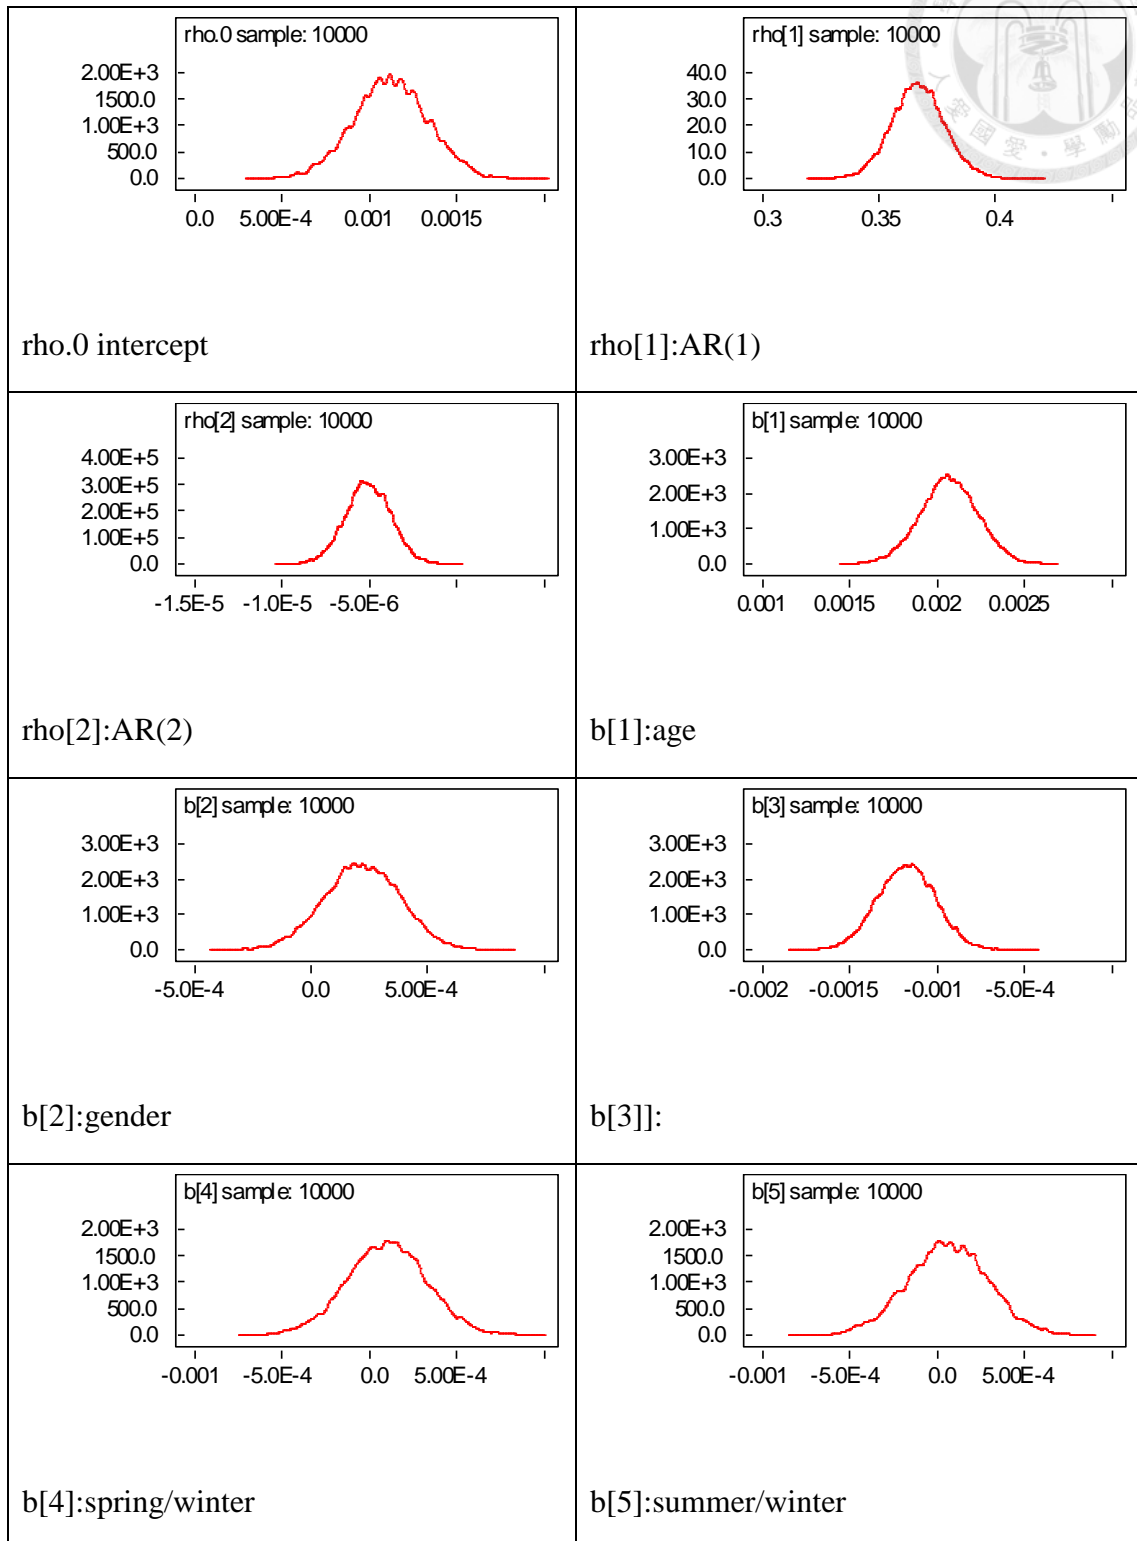 rho.0 sample: 10000
2.00E+3
1500.0
1.00E+3
500.0
0.0
0.0 5.00E-4 0.001 0.0015
rho.0 intercept
rho[1] sample: 10000
40.0
30.0
20.0
10.0
0.0
0.3 0.35 0.4
rho[1]:AR(1)
rho[2] sample: 10000
4.00E+5
3.00E+5
2.00E+5
1.00E+5
0.0
-1.5E-5 -1.0E-5 -5.0E-6
rho[2]:AR(2)
b[1] sample: 10000
3.00E+3
2.00E+3
1.00E+3
0.0
0.001 0.0015 0.002 0.0025
b[1]:age
b[2] sample: 10000
3.00E+3
2.00E+3
1.00E+3
0.0
-5.0E-4 0.0 5.00E-4
b[2]:gender
b[3] sample: 10000
3.00E+3
2.00E+3
1.00E+3
0.0
-0.002 -0.0015 -0.001 -5.0E-4
b[3]]:
b[4] sample: 10000
2.00E+3
1500.0
1.00E+3
500.0
0.0
-0.001 -5.0E-4 0.0 5.00E-4
b[4]:spring/winter
b[5] sample: 10000
2.00E+3
1500.0
1.00E+3
500.0
0.0
-0.001 -5.0E-4 0.0 5.00E-4
b[5]:summer/winter
愛國愛
學勵